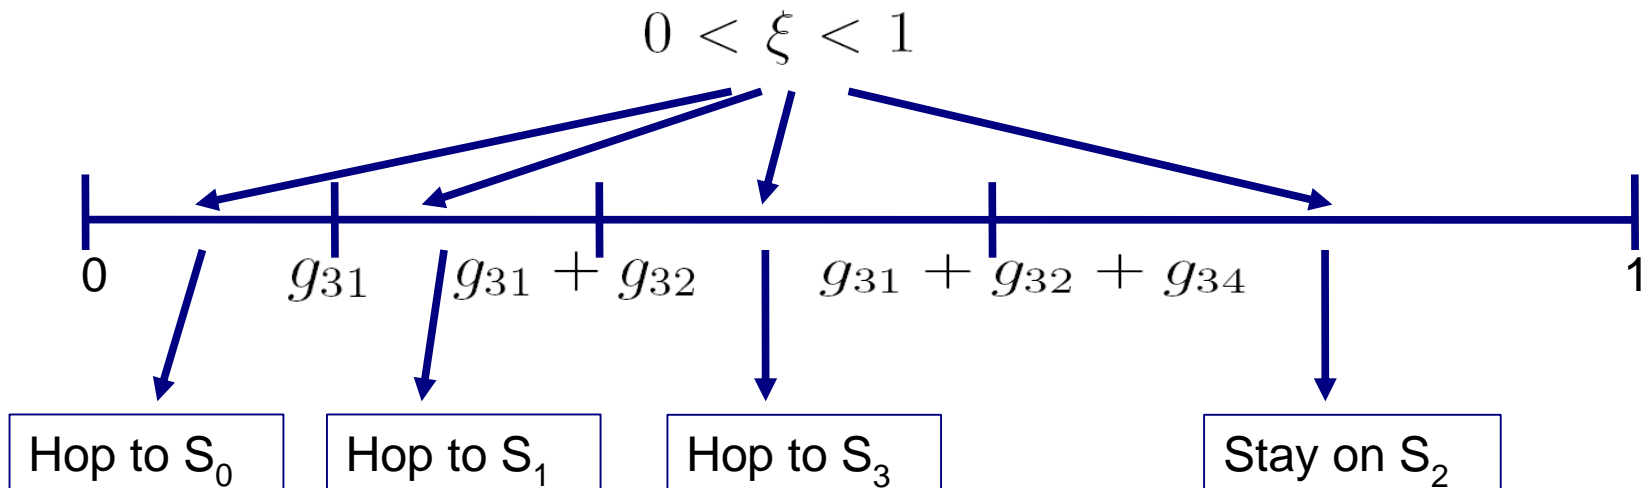 0 < ξ < 1
0 g₃₁ g₃₁ + g₃₂ g₃₁ + g₃₂ + g₃₄ 1
Hop to S₀ Hop to S₁ Hop to S₃ Stay on S₂